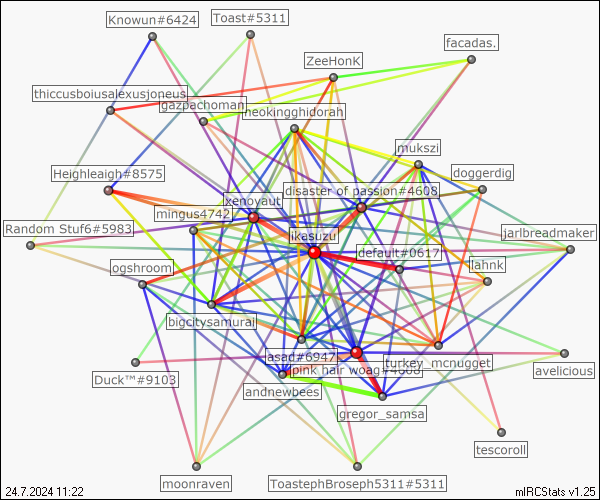 Knowun#6424
Toast#5311
facadas.
ZeeHonK
thiccusboiusalexusjoneus
gazpachoman
neokingghidorah
mukszi
Heighleaigh#8575
doggerdig
disaster of passion#4608
xenoyaut
mingus4742
Random Stuf6#5983
ikasuzu
jarlbreadmaker
default#0617
lahnk
ogshroom
bigcitysamurai
asad#6947
turkey_mcnugget
pink hair woag#4668
Duck™#9103
avelicious
andnewbees
gregor_samsa
tescoroll
moonraven
ToastephBroseph5311#5311
24.7.2024 11:22
mIRCStats v1.25